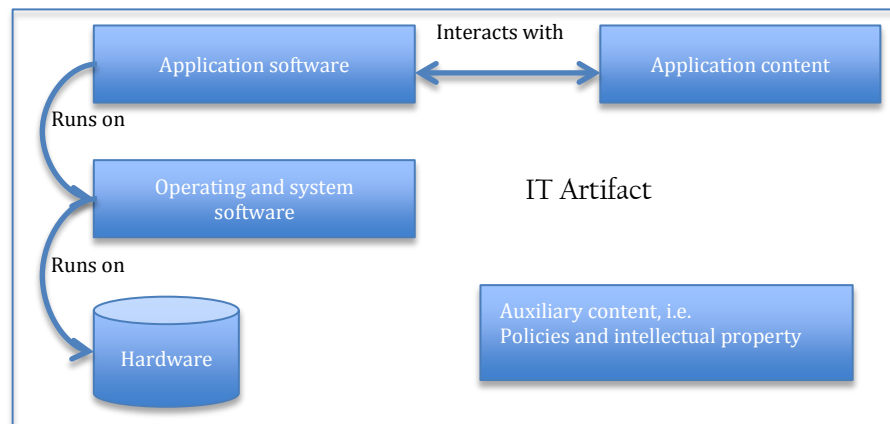 Interacts with
Application software
Application content
Runs on
Operating and system
software
IT Artifact
Runs on
Auxiliary content, i.e.
Policies and intellectual property
Hardware